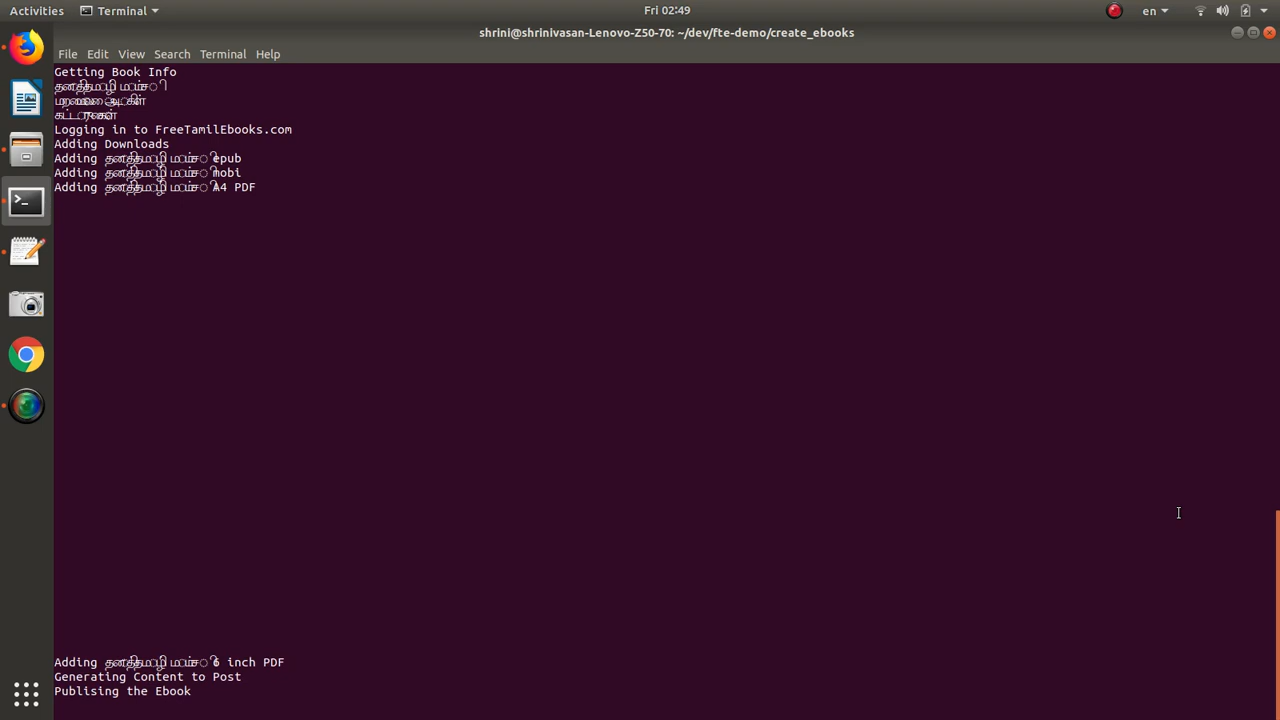 Activities
Terminal
Fri 02:49
en
shrini@shrinivasan-Lenovo-Z50-70: ~/dev/fte-demo/create_ebooks
File Edit View Search Terminal Help
Getting Book Info
Logging in to FreeTamilEbooks.com
Adding Downloads
Adding epub
Adding mobi
Adding A4 PDF
Adding 6 inch PDF
Generating Content to Post
Publising the Ebook